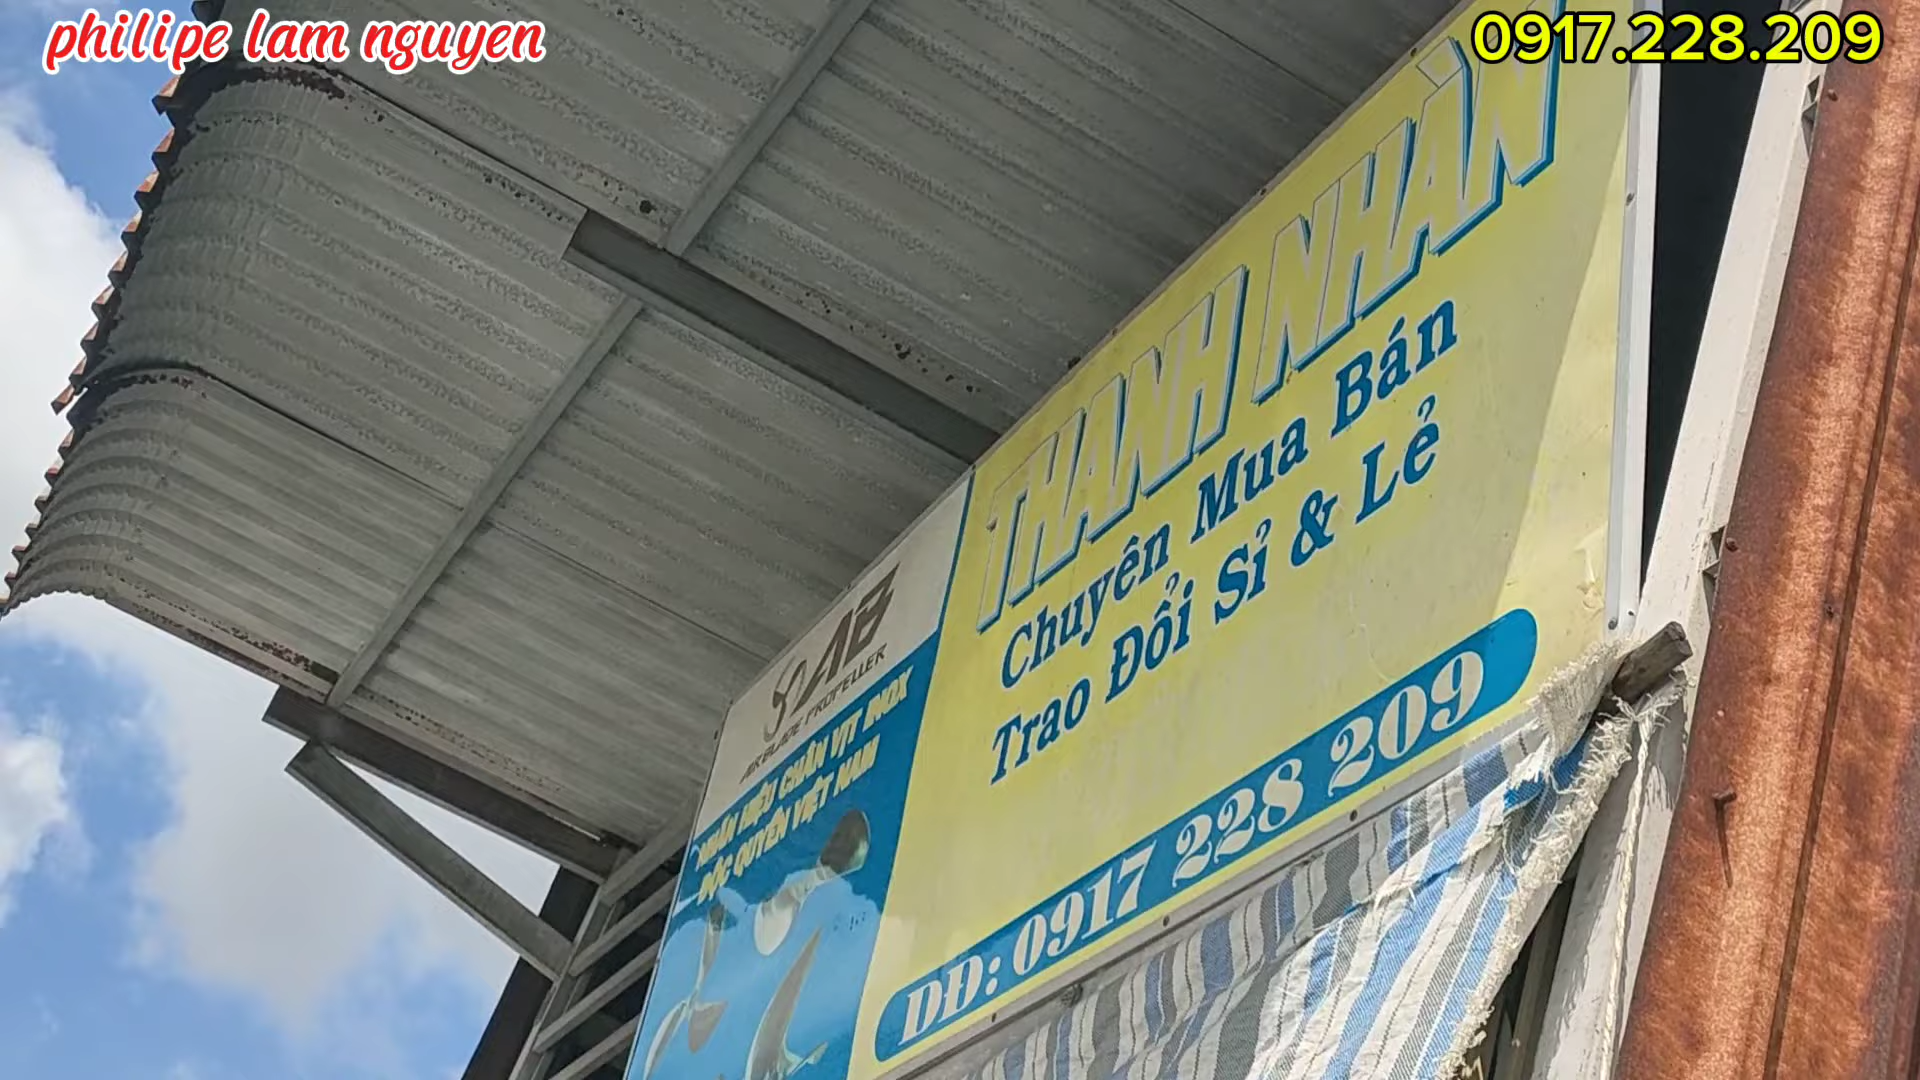 philipe lam nguyen
0917.228.209
THANH NHÀN
Chuyên Mua Bán
Trao Đổi Sỉ & Lẻ
DĐ: 0917 228 209
AB
AIRBLADE PROPELLER
NHÃN HIỆU CHÂN VỊT INOX
ĐỘC QUYỀN VIỆT NAM